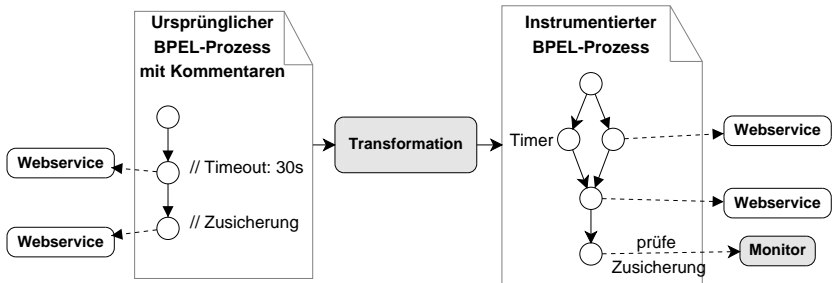 Ursprünglicher
BPEL-Prozess
mit Kommentaren
Webservice
// Timeout: 30s
Webservice
// Zusicherung
Transformation
Instrumentierter
BPEL-Prozess
Timer
Webservice
Webservice
prüfe
Zusicherung
Monitor